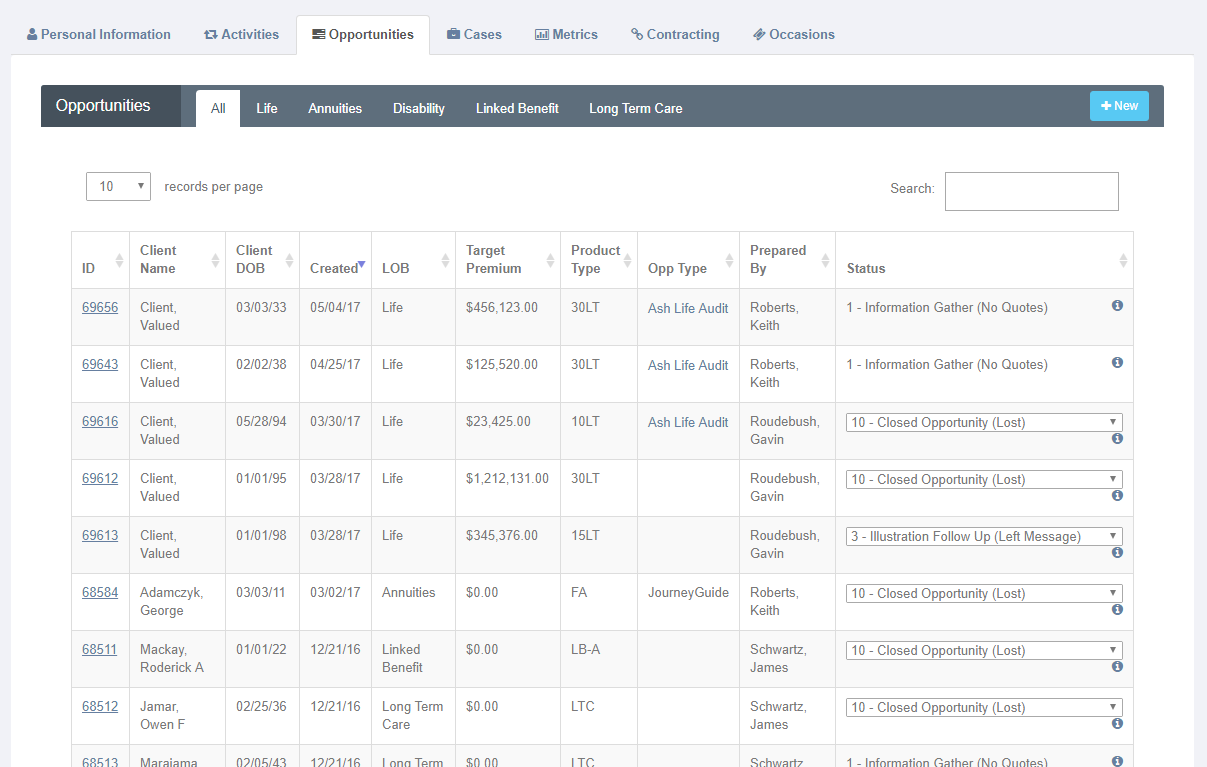 Personal Information Activities Opportunities Cases Metrics Contracting Occasions
Opportunities All Life Annuities Disability Linked Benefit Long Term Care New
10 records per page Search:
ID Client Name Client DOB Created LOB Target Premium Product Type Opp Type Prepared By Status
69656 Client, 03/03/33 05/04/17 Life $456,123.00 30LT Ash Life Audit Roberts, 1 - Information Gather (No Quotes)
Valued Keith
69643 Client, 02/02/38 04/25/17 Life $125,520.00 30LT Ash Life Audit Roberts, 1 - Information Gather (No Quotes)
Valued Keith
69616 Client, 05/28/94 03/30/17 Life $23,425.00 10LT Ash Life Audit Roudebush, 10 - Closed Opportunity (Lost)
Valued Gavin
69612 Client, 01/01/95 03/28/17 Life $1,212,131.00 30LT Roudebush, 10 - Closed Opportunity (Lost)
Valued Gavin
69613 Client, 01/01/98 03/28/17 Life $345,376.00 15LT Roudebush, 3 - Illustration Follow Up (Left Message)
Valued Gavin
68584 Adamczyk, 03/03/11 03/02/17 Annuities $0.00 FA JourneyGuide Roberts, 10 - Closed Opportunity (Lost)
George Keith
68511 Mackay, 01/01/22 12/21/16 Linked $0.00 LB-A Schwartz, 10 - Closed Opportunity (Lost)
Roderick A Benefit James
68512 Jamar, 02/25/36 12/21/16 Long Term $0.00 LTC Schwartz, 10 - Closed Opportunity (Lost)
Owen F Care James
68513 Marajama 02/05/43 12/21/16 Long Term $0.00 LTC Schwartz 1 - Information Gather (No Quotes)